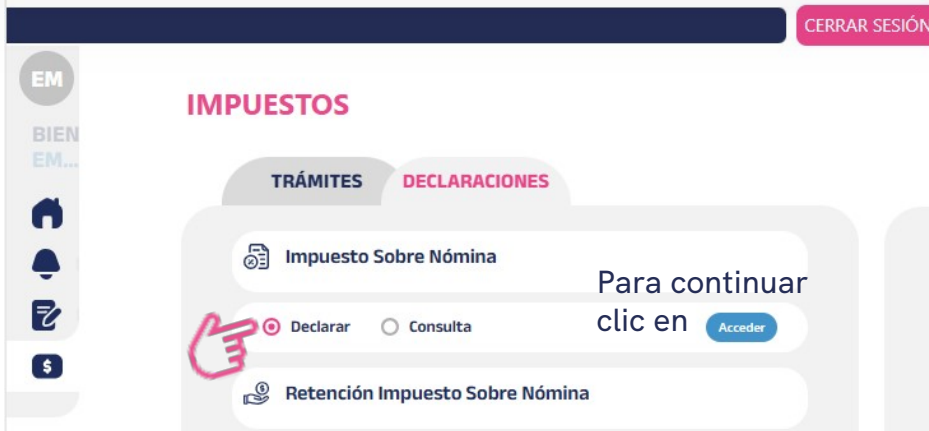 CERRAR SESIÓN
EM
IMPUESTOS
BIEN
EM...
TRÁMITES
DECLARACIONES
Impuesto Sobre Nómina
Para continuar
clic en
Declarar
Consulta
Acceder
Retención Impuesto Sobre Nómina